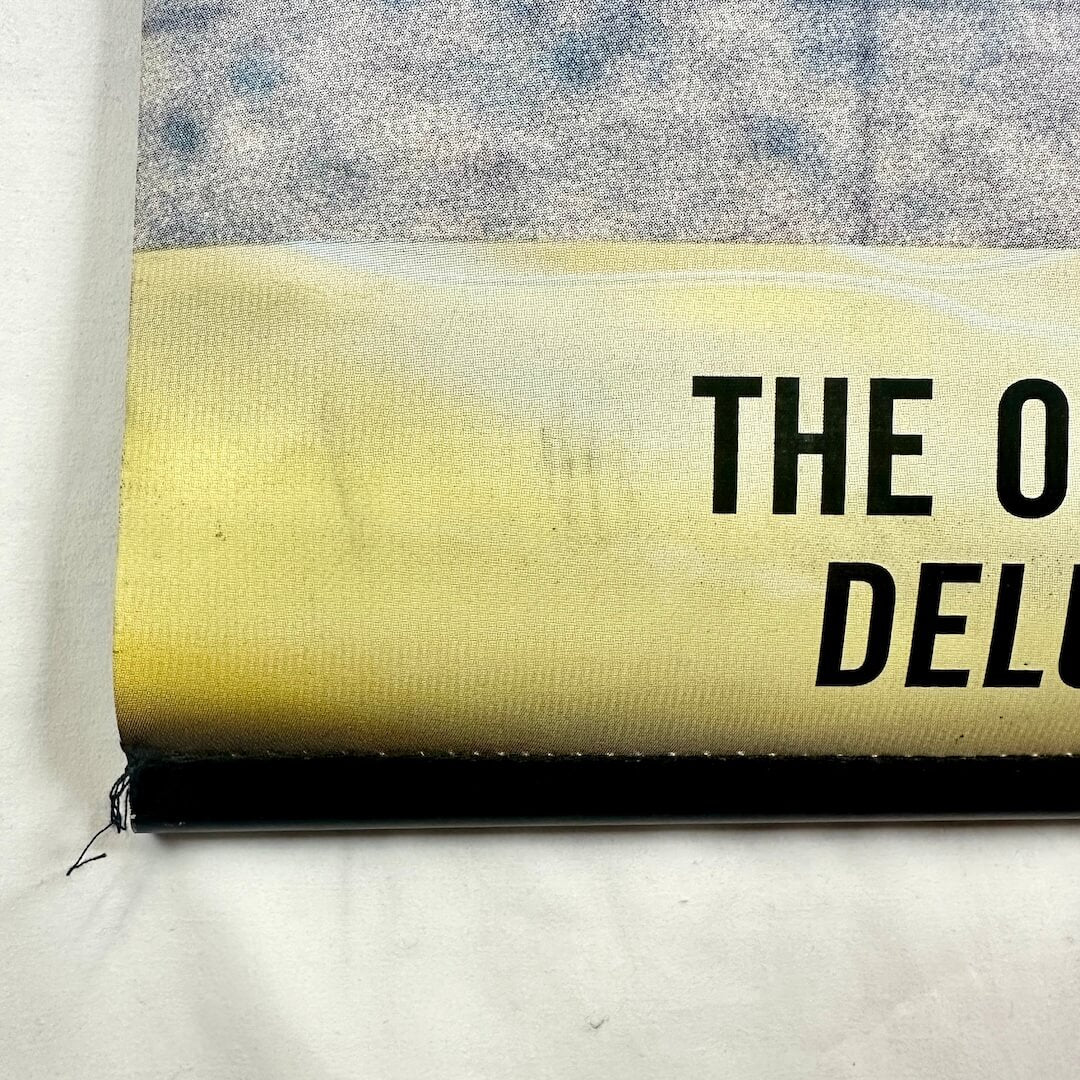 THE O
DELU